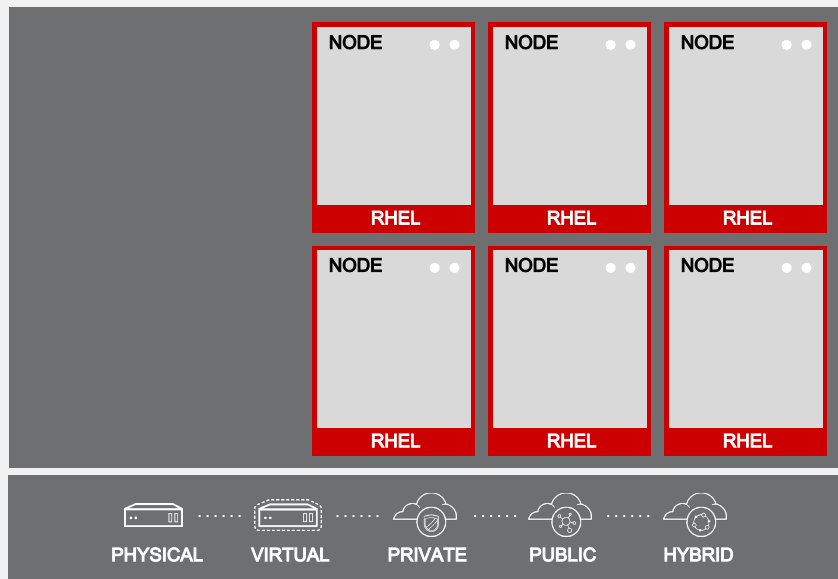 NODE NODE NODE
RHEL RHEL RHEL
NODE NODE NODE
RHEL RHEL RHEL
PHYSICAL VIRTUAL PRIVATE PUBLIC HYBRID